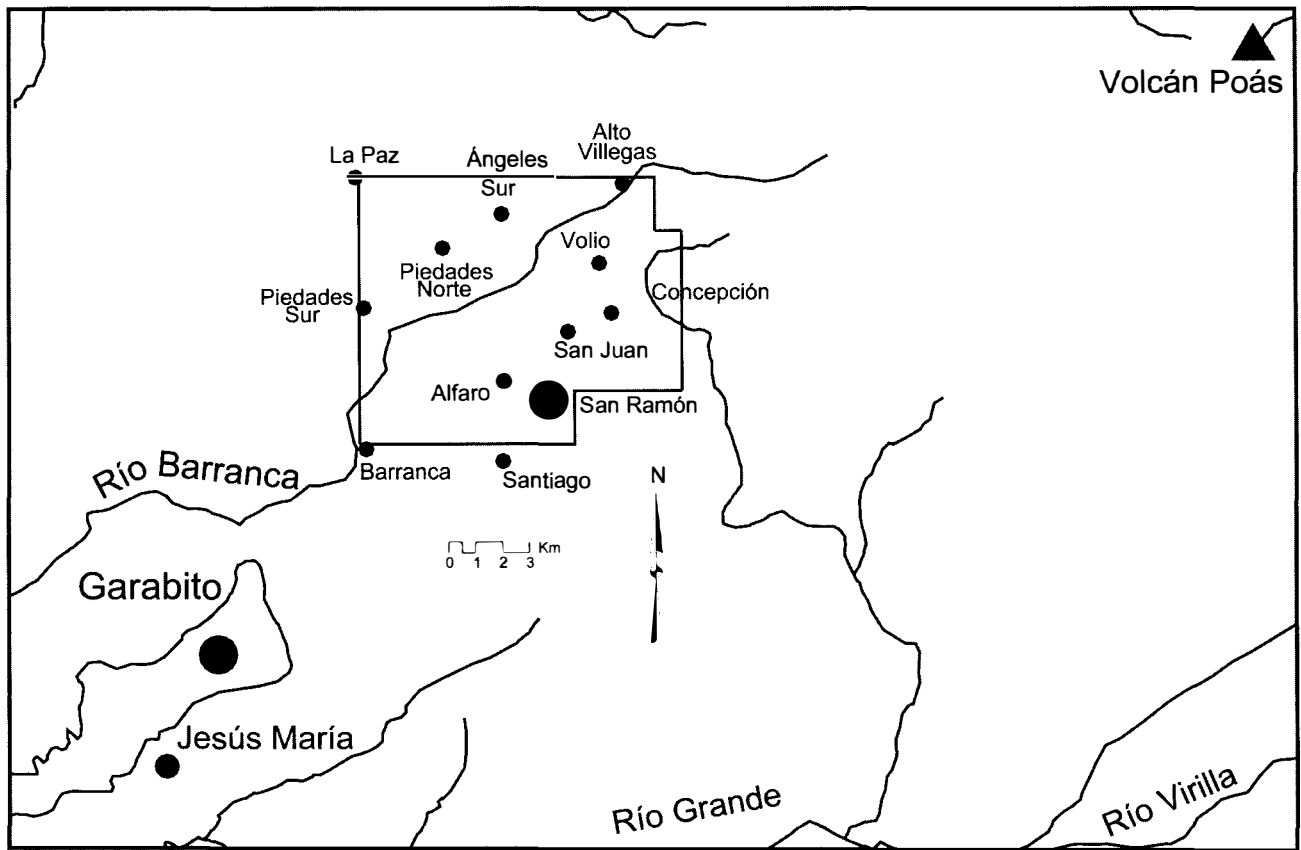 Volcán Poás
Alto
Villegas
La Paz
Ángeles
Sur
Volio
Piedades
Norte
Concepción
Piedades
Sur
San Juan
Alfaro
San Ramón
Río Barranca
Barranca
Santiago
N
Km
0 1 2 3
Garabito
Jesús María
Río Grande
Río Virilla